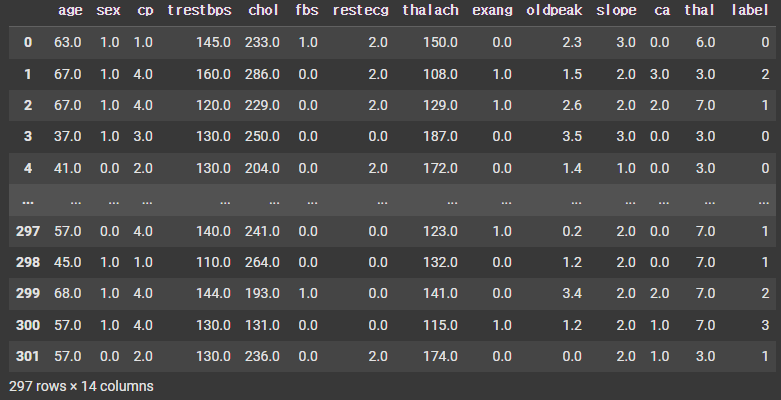 age sex cp trestbps chol fbs restecg thalach exang oldpeak slope ca thal label
0 63.0 1.0 1.0 145.0 233.0 1.0 2.0 150.0 0.0 2.3 3.0 0.0 6.0 0
1 67.0 1.0 4.0 160.0 286.0 0.0 2.0 108.0 1.0 1.5 2.0 3.0 3.0 2
2 67.0 1.0 4.0 120.0 229.0 0.0 2.0 129.0 1.0 2.6 2.0 2.0 7.0 1
3 37.0 1.0 3.0 130.0 250.0 0.0 0.0 187.0 0.0 3.5 3.0 0.0 3.0 0
4 41.0 0.0 2.0 130.0 204.0 0.0 2.0 172.0 0.0 1.4 1.0 0.0 3.0 0
... ... ... ... ... ... ... ... ... ... ... ... ... ... ...
297 57.0 0.0 4.0 140.0 241.0 0.0 0.0 123.0 1.0 0.2 2.0 0.0 7.0 1
298 45.0 1.0 1.0 110.0 264.0 0.0 0.0 132.0 0.0 1.2 2.0 0.0 7.0 1
299 68.0 1.0 4.0 144.0 193.0 1.0 0.0 141.0 0.0 3.4 2.0 2.0 7.0 2
300 57.0 1.0 4.0 130.0 131.0 0.0 0.0 115.0 1.0 1.2 2.0 1.0 7.0 3
301 57.0 0.0 2.0 130.0 236.0 0.0 2.0 174.0 0.0 0.0 2.0 1.0 3.0 1
297 rows × 14 columns